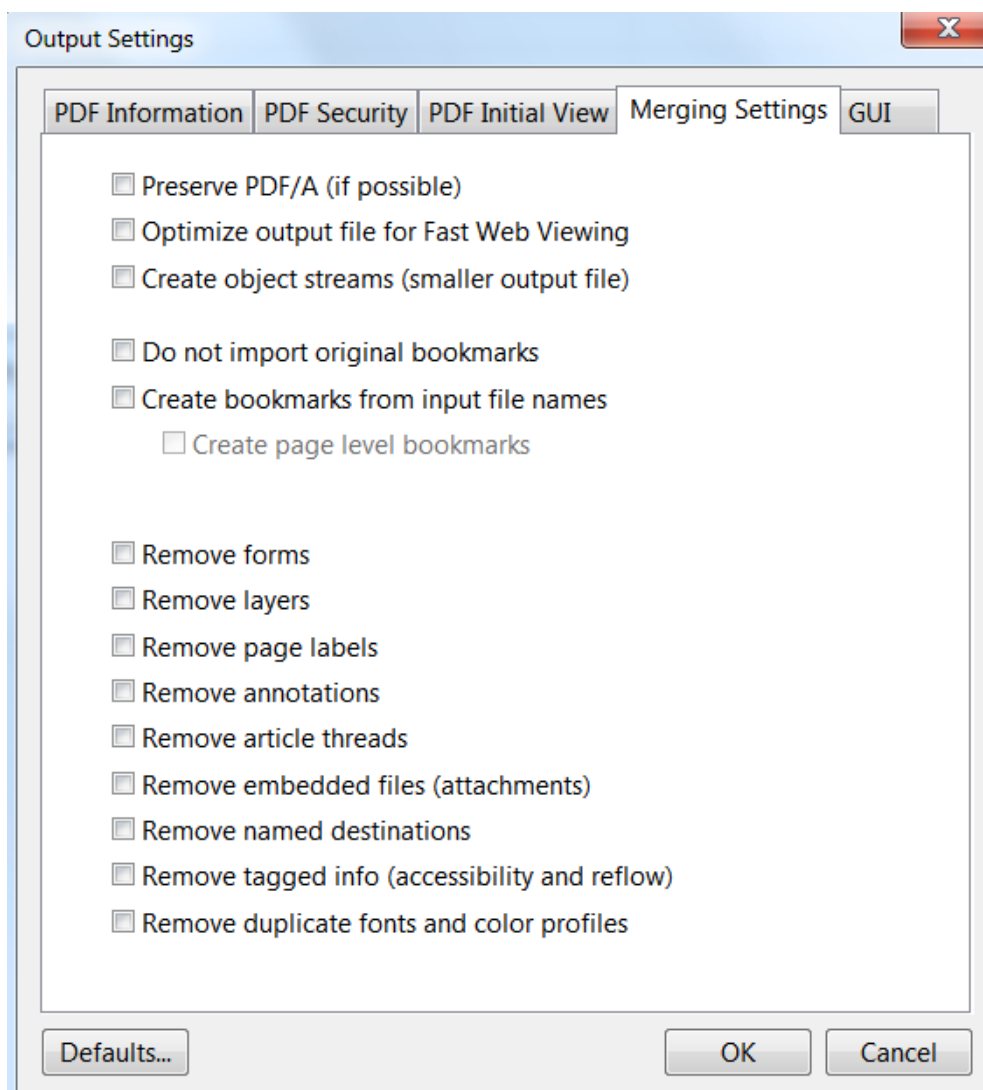 Output Settings
PDF Information PDF Security PDF Initial View Merging Settings GUI
Preserve PDF/A (if possible)
Optimize output file for Fast Web Viewing
Create object streams (smaller output file)
Do not import original bookmarks
Create bookmarks from input file names
Create page level bookmarks
Remove forms
Remove layers
Remove page labels
Remove annotations
Remove article threads
Remove embedded files (attachments)
Remove named destinations
Remove tagged info (accessibility and reflow)
Remove duplicate fonts and color profiles
Defaults... OK Cancel